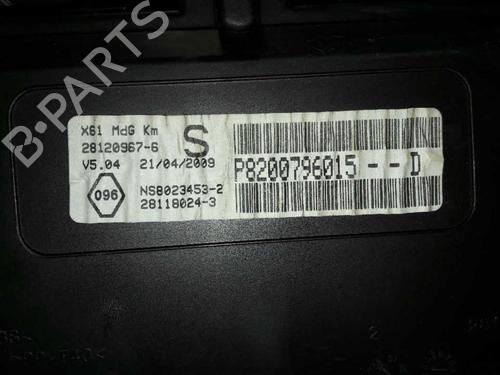 B-PARTS
X61 MdG Km
S
28120967-6
V5.04 21/04/2009
P8200796015--D
096
NS8023453-2
28118024-3